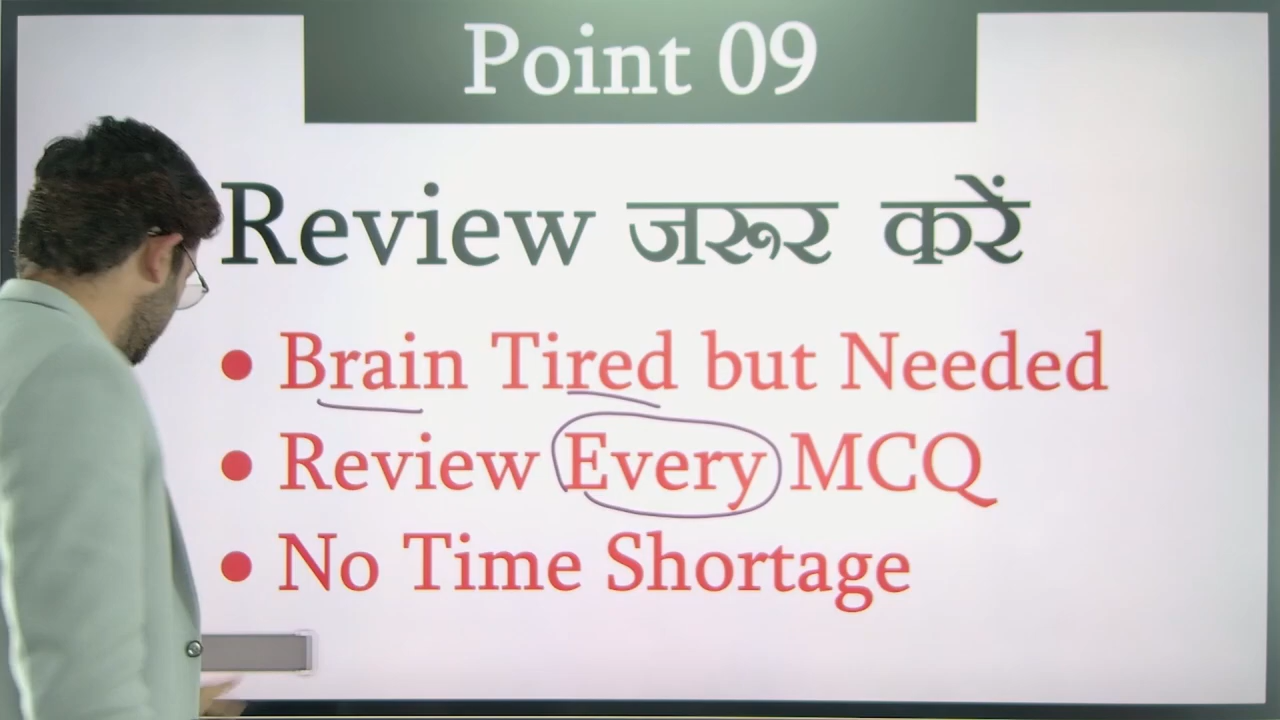 Point 09
Review जरूर करें
• Brain Tired but Needed
• Review Every MCQ
• No Time Shortage